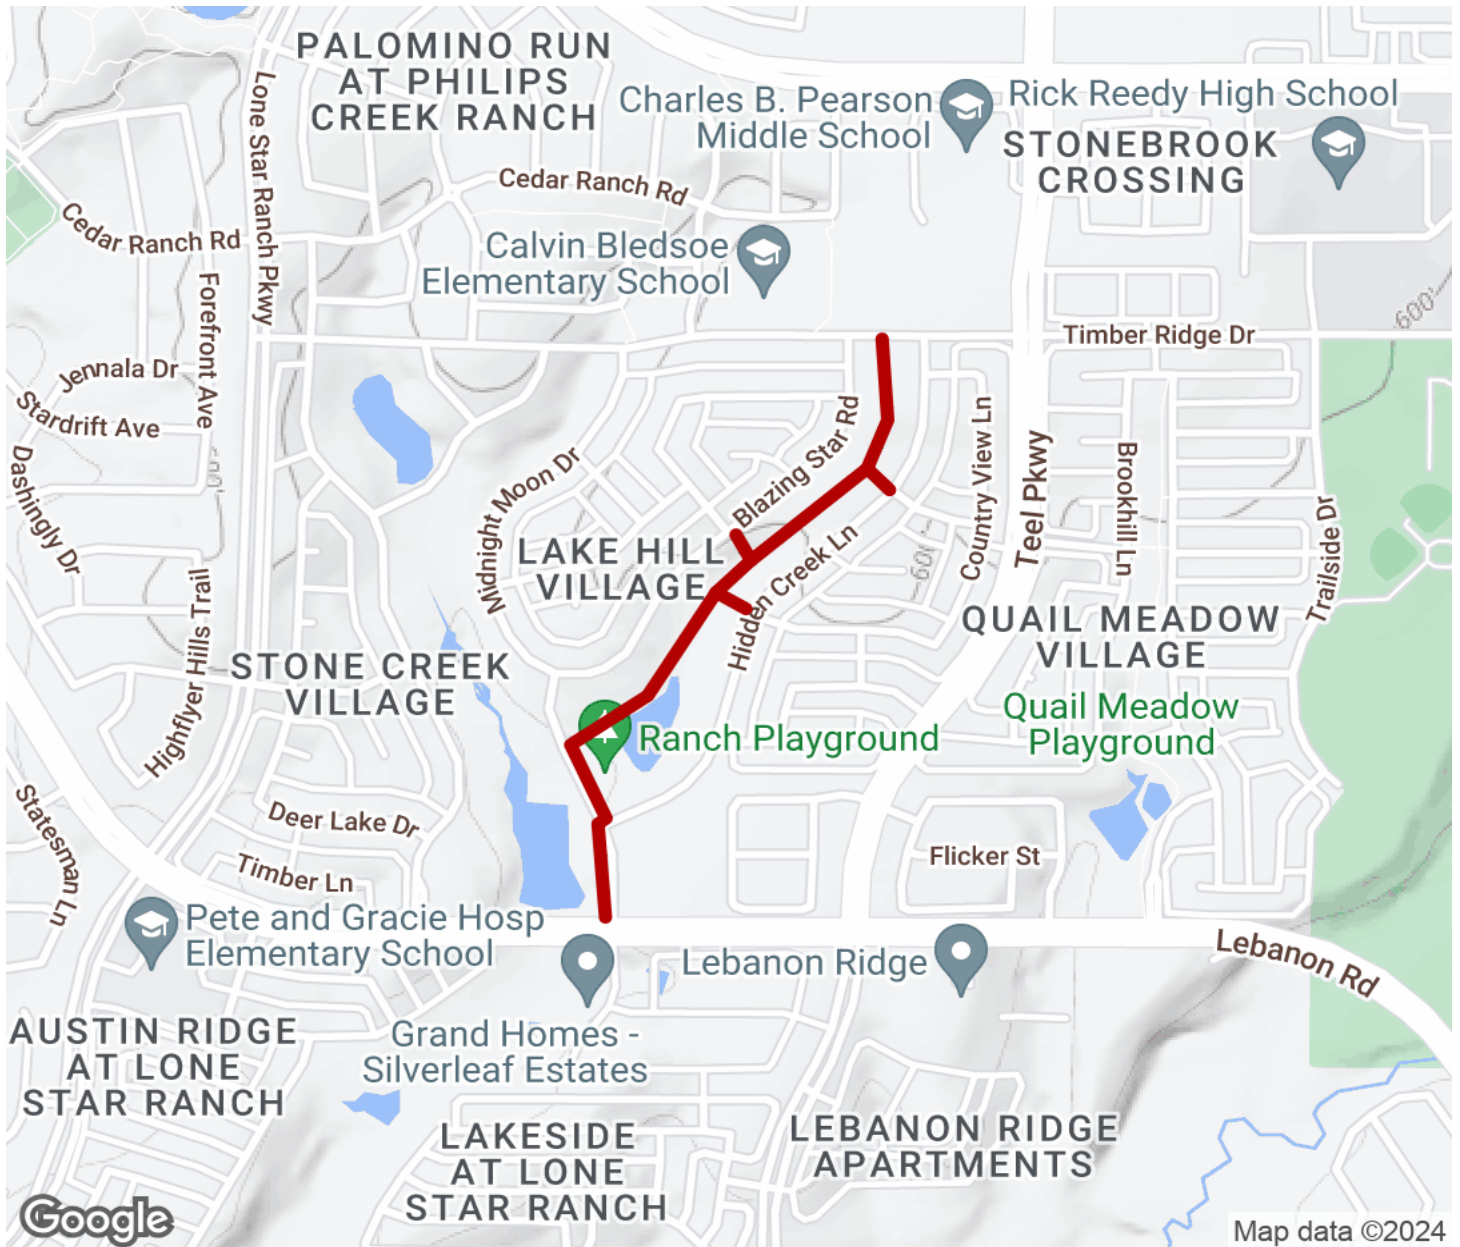 PALOMINO RUN
AT PHILIPS
CREEK RANCH
Charles B. Pearson
Middle School
Rick Reedy High School
STONEBROOK
CROSSING
Lone Star Ranch Pkwy
Cedar Ranch Rd
Cedar Ranch Rd
Calvin Bledsoe
Elementary School
Forefront Ave
600'
Timber Ridge Dr
Jennala Dr
Stardrift Ave
Dashingly Dr
Midnight Moon Dr
Blazing Star Rd
Country View Ln
Teel Pkwy
Brookhill Ln
Trailside Dr
LAKE HILL
VILLAGE
Hidden Creek Ln
600
QUAIL MEADOW
VILLAGE
Highflyer Hills Trail
STONE CREEK
VILLAGE
Quail Meadow
Playground
Ranch Playground
Statesman Ln
Deer Lake Dr
Timber Ln
Flicker St
Pete and Gracie Hosp
Elementary School
Lebanon Ridge
Lebanon Rd
AUSTIN RIDGE
AT LONE
STAR RANCH
Grand Homes -
Silverleaf Estates
LAKESIDE
AT LONE
STAR RANCH
LEBANON RIDGE
APARTMENTS
Google
Map data ©2024